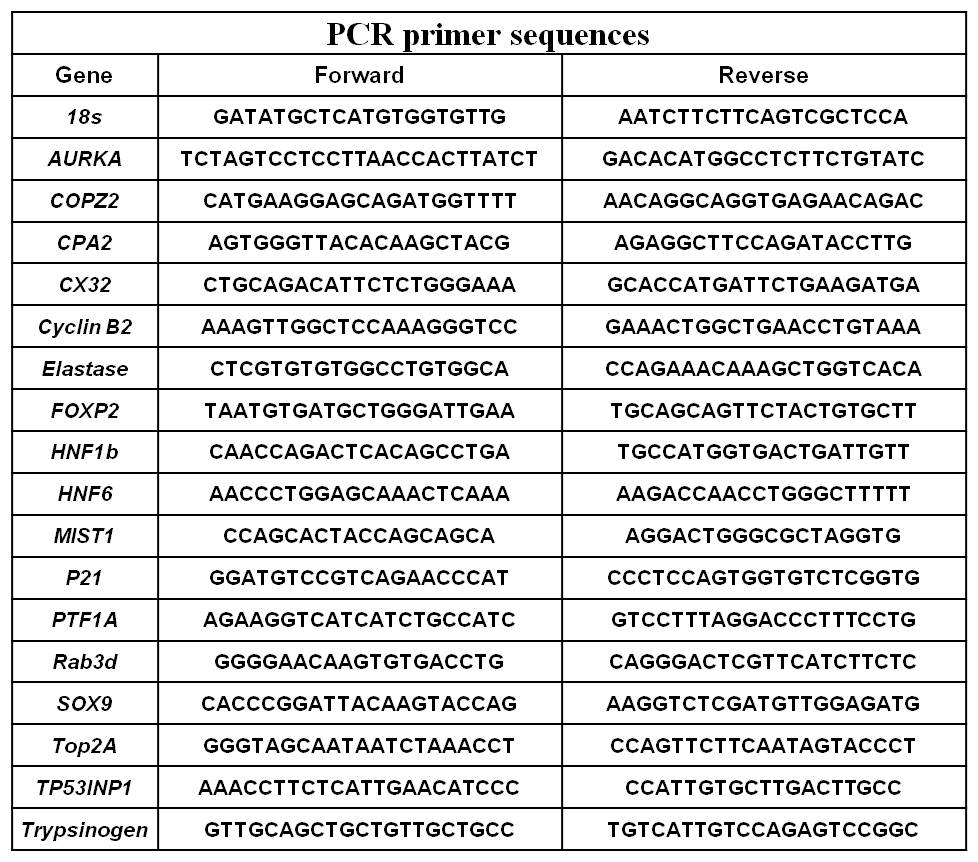 PCR primer sequences
Gene Forward Reverse
18s GATATGCTCATGTGGTGTTG AATCTTCTTCAGTCGCTCCA
AURKA TCTAGTCCTCCTTAACCACTTATCT GACACATGGCCTCTTCTGTATC
COPZ2 CATGAAGGAGCAGATGGTTTT AACAGGCAGGTGAGAACAGAC
CPA2 AGTGGGTTACACAAGCTACG AGAGGCTTCCAGATACCTTG
CX32 CTGCAGACATTCTCTGGGAAA GCACCATGATTCTGAAGATGA
Cyclin B2 AAAGTTGGCTCCAAAGGGTCC GAAACTGGCTGAACCTGTAAA
Elastase CTCGTGTGTGGCCTGTGGCA CCAGAAACAAAGCTGGTCACA
FOXP2 TAATGTGATGCTGGGATTGAA TGCAGCAGTTCTACTGTGCTT
HNF1b CAACCAGACTCACAGCCTGA TGCCATGGTGACTGATTGTT
HNF6 AACCCTGGAGCAAACTCAAA AAGACCAACCTGGGCTTTTT
MIST1 CCAGCACTACCAGCAGCA AGGACTGGGCGCTAGGTG
P21 GGATGTCCGTCAGAACCCAT CCCTCCAGTGGTGTCTCGGTG
PTF1A AGAAGGTCATCATCTGCCATC GTCCTTTAGGACCCTTTCCTG
Rab3d GGGGAACAAGTGTGACCTG CAGGGACTCGTTCATCTTCTC
SOX9 CACCCGGATTACAAGTACCAG AAGGTCTCGATGTTGGAGATG
Top2A GGGTAGCAATAATCTAAACCT CCAGTTCTTCAATAGTACCCT
TP53INP1 AAACCTTCTCATTGAACATCCC CCATTGTGCTTGACTTGCC
Trypsinogen GTTGCAGCTGCTGTTGCTGCC TGTCATTGTCCAGAGTCCGGC